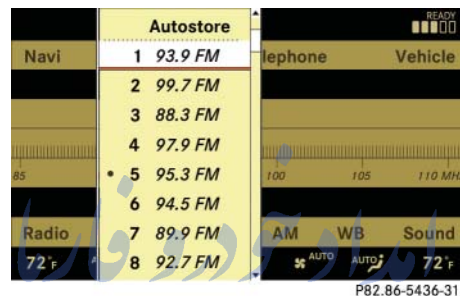 READY
Autostore
Navi
lephone
Vehicle
1 93.9 FM
2 99.7 FM
3 88.3 FM
4 97.9 FM
5 95.3 FM
6 94.5 FM
7 89.9 FM
8 92.7 FM
85
100
105
110 MH
Radio
AM
WB
Sound
72°F
A
AUTO
AUTO
72°F
P82.86-5436-31